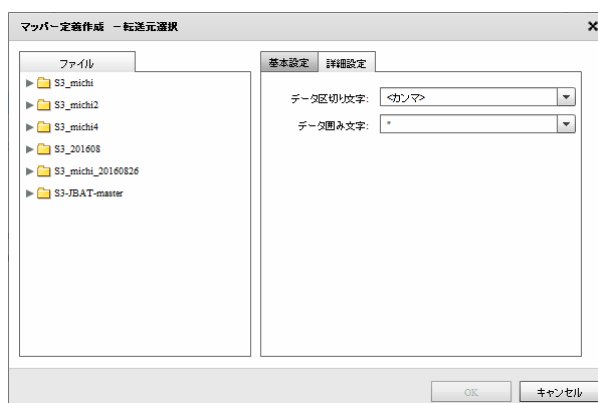 マッパー定義作成 －転送元選択
ファイル
S3_michi
S3_michi2
S3_michi4
S3_201608
S3_michi_20160826
S3-JBAT-master
基本設定 詳細設定
データ区切り文字: <カンマ>
データ囲み文字: "
OK キャンセル